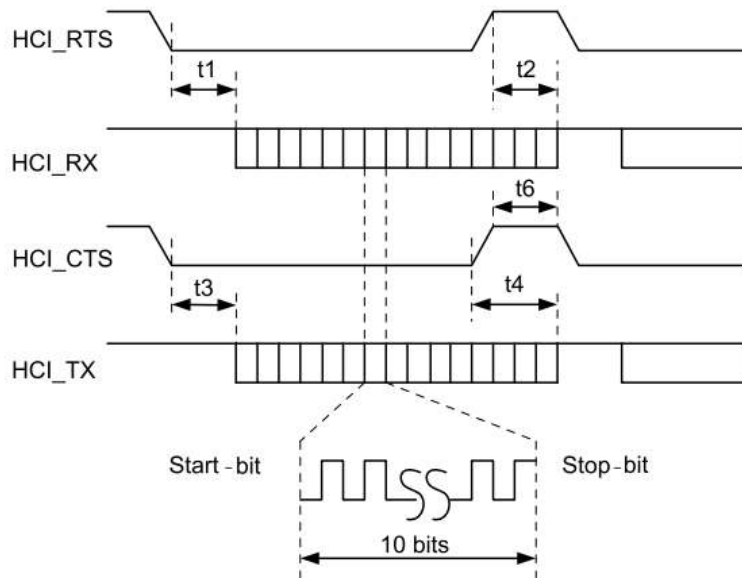 HCI_RTS
t1
t2
HCI_RX
t6
HCI_CTS
t3
t4
HCI_TX
Start-bit
Stop-bit
10 bits